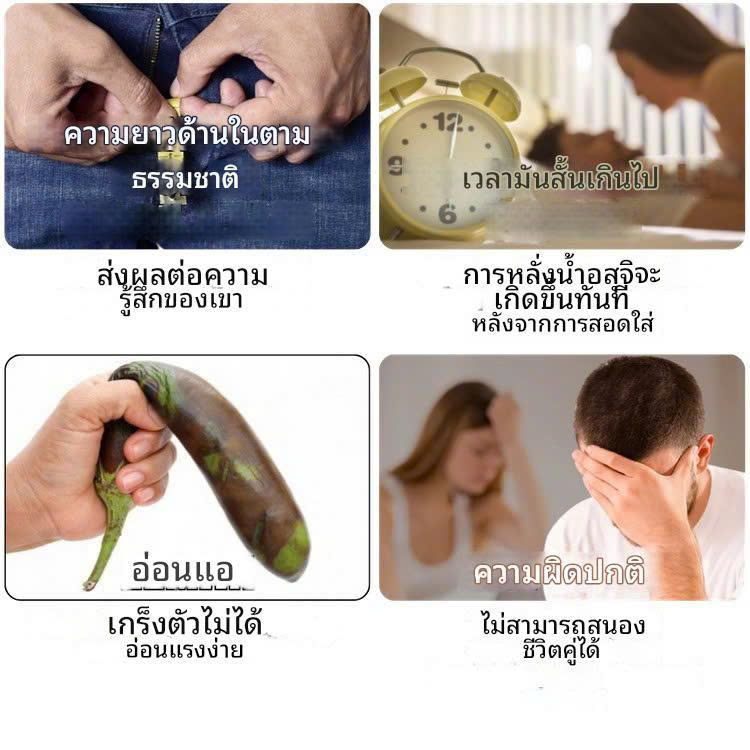 ความยาวด้านในตาม
ธรรมชาติ
ส่งผลต่อความ
รู้สึกของเขา
12
9
6
เวลามันสั้นเกินไป
การหลั่งน้ำอสุจิจะ
เกิดขึ้นทันที
หลังจากการสอดใส่
อ่อนแอ
เกร็งตัวไม่ได้
อ่อนแรงง่าย
ความผิดปกติ
ไม่สามารถสนอง
ชีวิตคู่ได้